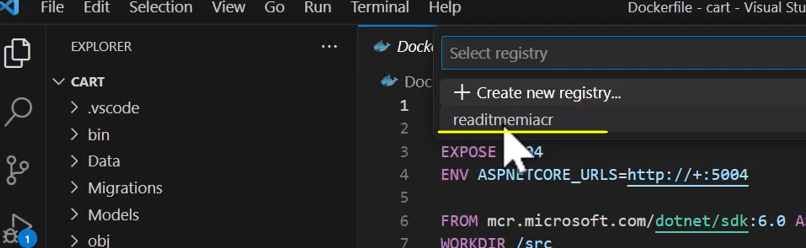 File Edit Selection View Go Run Terminal Help
Dockerfile - cart - Visual Stu
EXPLORER
CART
.vscode
bin
Data
Migrations
Models
obj
1
Docke
Doc
Select registry
+ Create new registry...
readitmemiacr
1
2
3 EXPOSE 04
4 ENV ASPNETCORE_URLS=http://+:5004
5
6 FROM mcr.microsoft.com/dotnet/sdk:6.0 A
7 WORKDIR /src